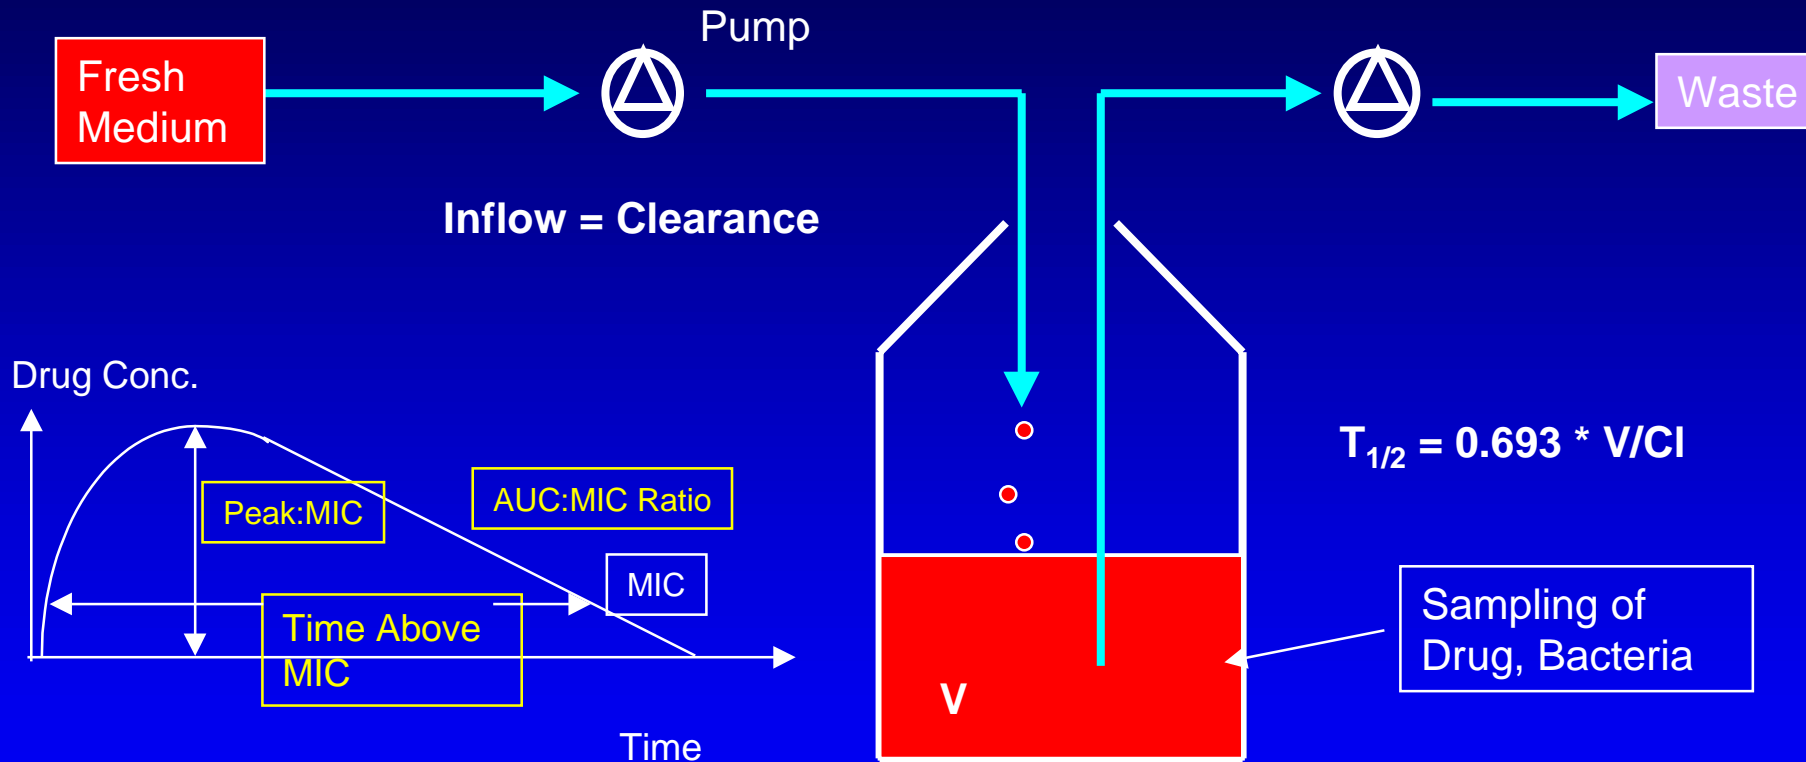 Pump
Fresh
Medium
Waste
Inflow = Clearance
Drug Conc.
T1/2 = 0.693 * V/Cl
Peak:MIC
AUC:MIC Ratio
MIC
Time Above
MIC
Sampling of
Drug, Bacteria
V
Time